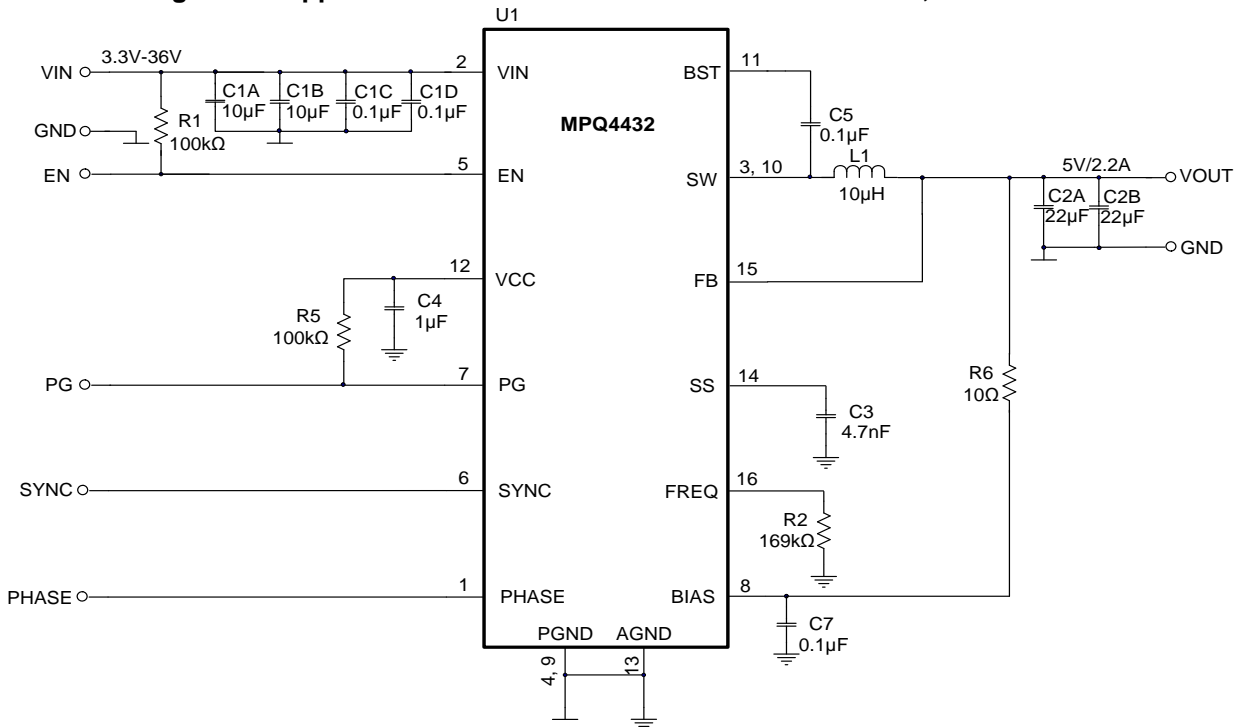 U1
VIN
3.3V-36V
2
VIN
C1A
10µF
C1B
10µF
C1C
0.1µF
C1D
0.1µF
R1
100kΩ
GND
EN
5
EN
MPQ4432
BST
11
C5
0.1µF
L1
10µH
SW
3, 10
5V/2.2A
VOUT
C2A
22µF
C2B
22µF
GND
12
VCC
FB
15
R5
100kΩ
C4
1µF
PG
7
PG
SS
14
C3
4.7nF
R6
10Ω
SYNC
6
SYNC
FREQ
16
R2
169kΩ
PHASE
1
PHASE
BIAS
8
C7
0.1µF
PGND
AGND
4, 9
13